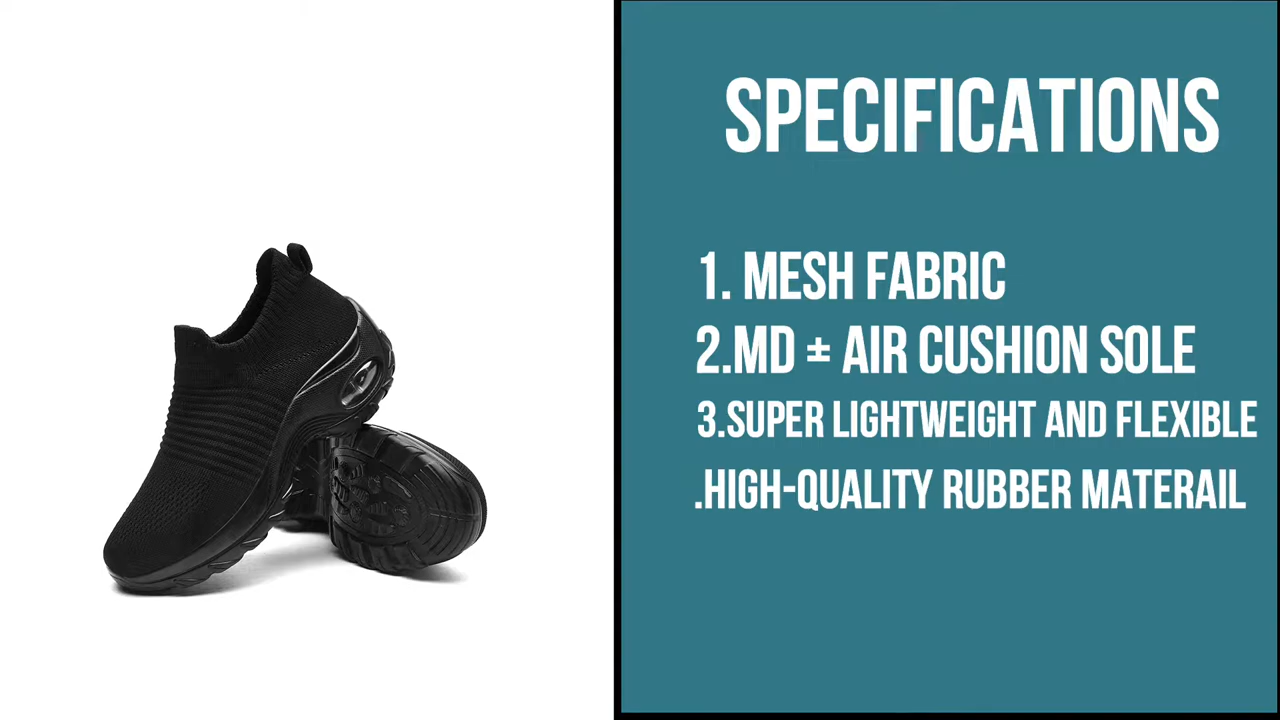 SPECIFICATIONS
1. MESH FABRIC
2.MD ± AIR CUSHION SOLE
3.SUPER LIGHTWEIGHT AND FLEXIBLE
.HIGH-QUALITY RUBBER MATERAIL